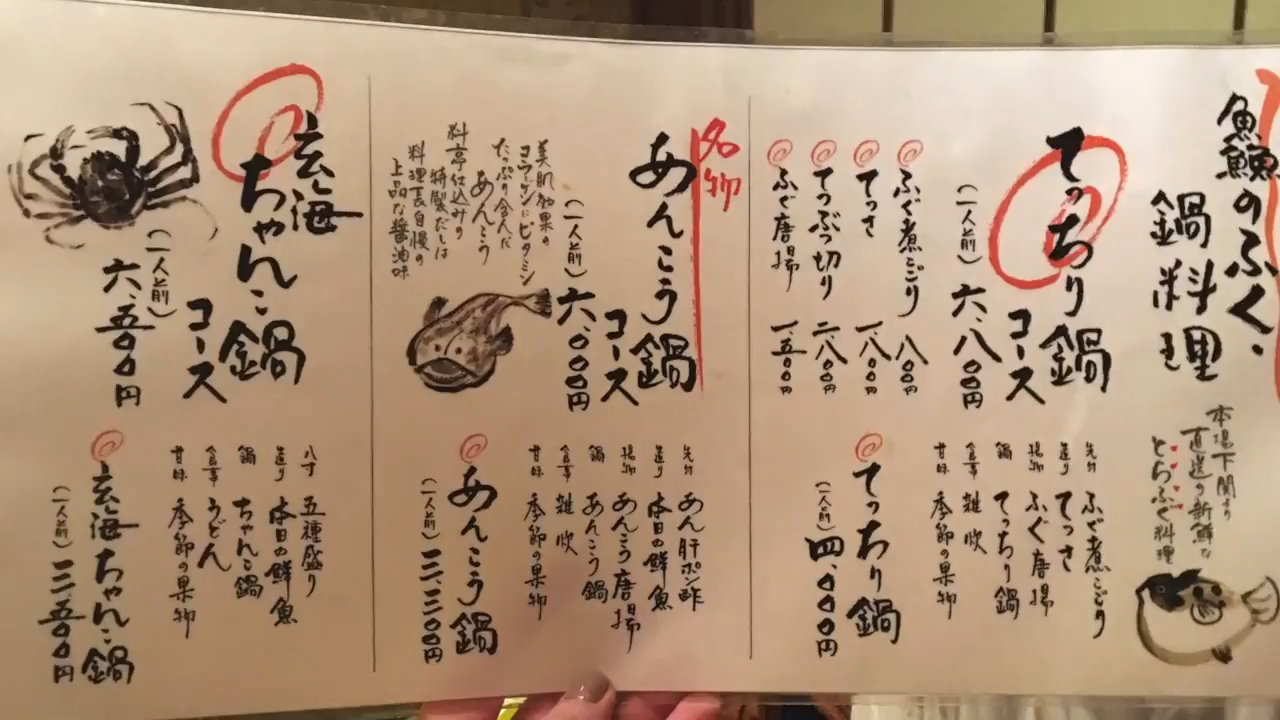 魚鰊のふく、
鍋料理
本場下関より
直送の新鮮な
とらふぐ料理
てっちり鍋
コース
(一人前) 六、八〇〇円
先付 ふぐ煮こごり
造り てっさ
揚物 ふぐ唐揚
鍋 てっちり鍋
食事 雑炊
甘味 季節の果物
ふぐ煮こごり 八〇〇円
てっさ 一、八〇〇円
てつぶつ切り 二、八〇〇円
ふぐ唐揚 一、五〇〇円
てっちり鍋
(一人前) 四、〇〇〇円
名物
あんこう鍋
コース
(一人前) 六、〇〇〇円
美肌効果の
コラーゲンにビタミン
たっぷり含んだ
あんこう
料亭仕込みの
特製だしは
料理長自慢の
上品な醤油味
先付 あん肝ポン酢
造り 本日の鮮魚
揚物 あんこう唐揚
鍋 あんこう鍋
食事 雑炊
甘味 季節の果物
あんこう鍋
(一人前) 三、三〇〇円
玄海
ちゃんこ鍋
コース
(一人前)
六、五〇〇円
八寸 五種盛り
造り 本日の鮮魚
鍋 ちゃんこ鍋
食事 うどん
甘味 季節の果物
玄海ちゃんこ鍋
(一人前) 三、五〇〇円